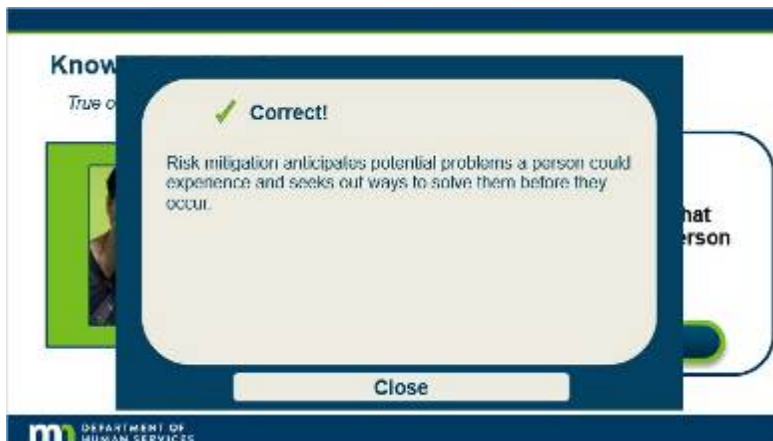 Know
True o
✓ Correct!
Risk mitigation anticipates potential problems a person could
experience and seeks out ways to solve them before they
occur.
hat
erson
Close
DEPARTMENT OF
HUMAN SERVICES